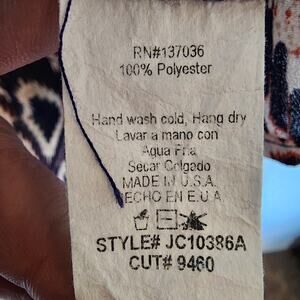 RN#137036
100% Polyester
Hand wash cold, Hang dry
Lavar a mano con
Agua Fria
Secar Colgado
MADE IN U.S.A.
HECHO EN E.U.A
STYLE# JC10386A
CUT# 9460